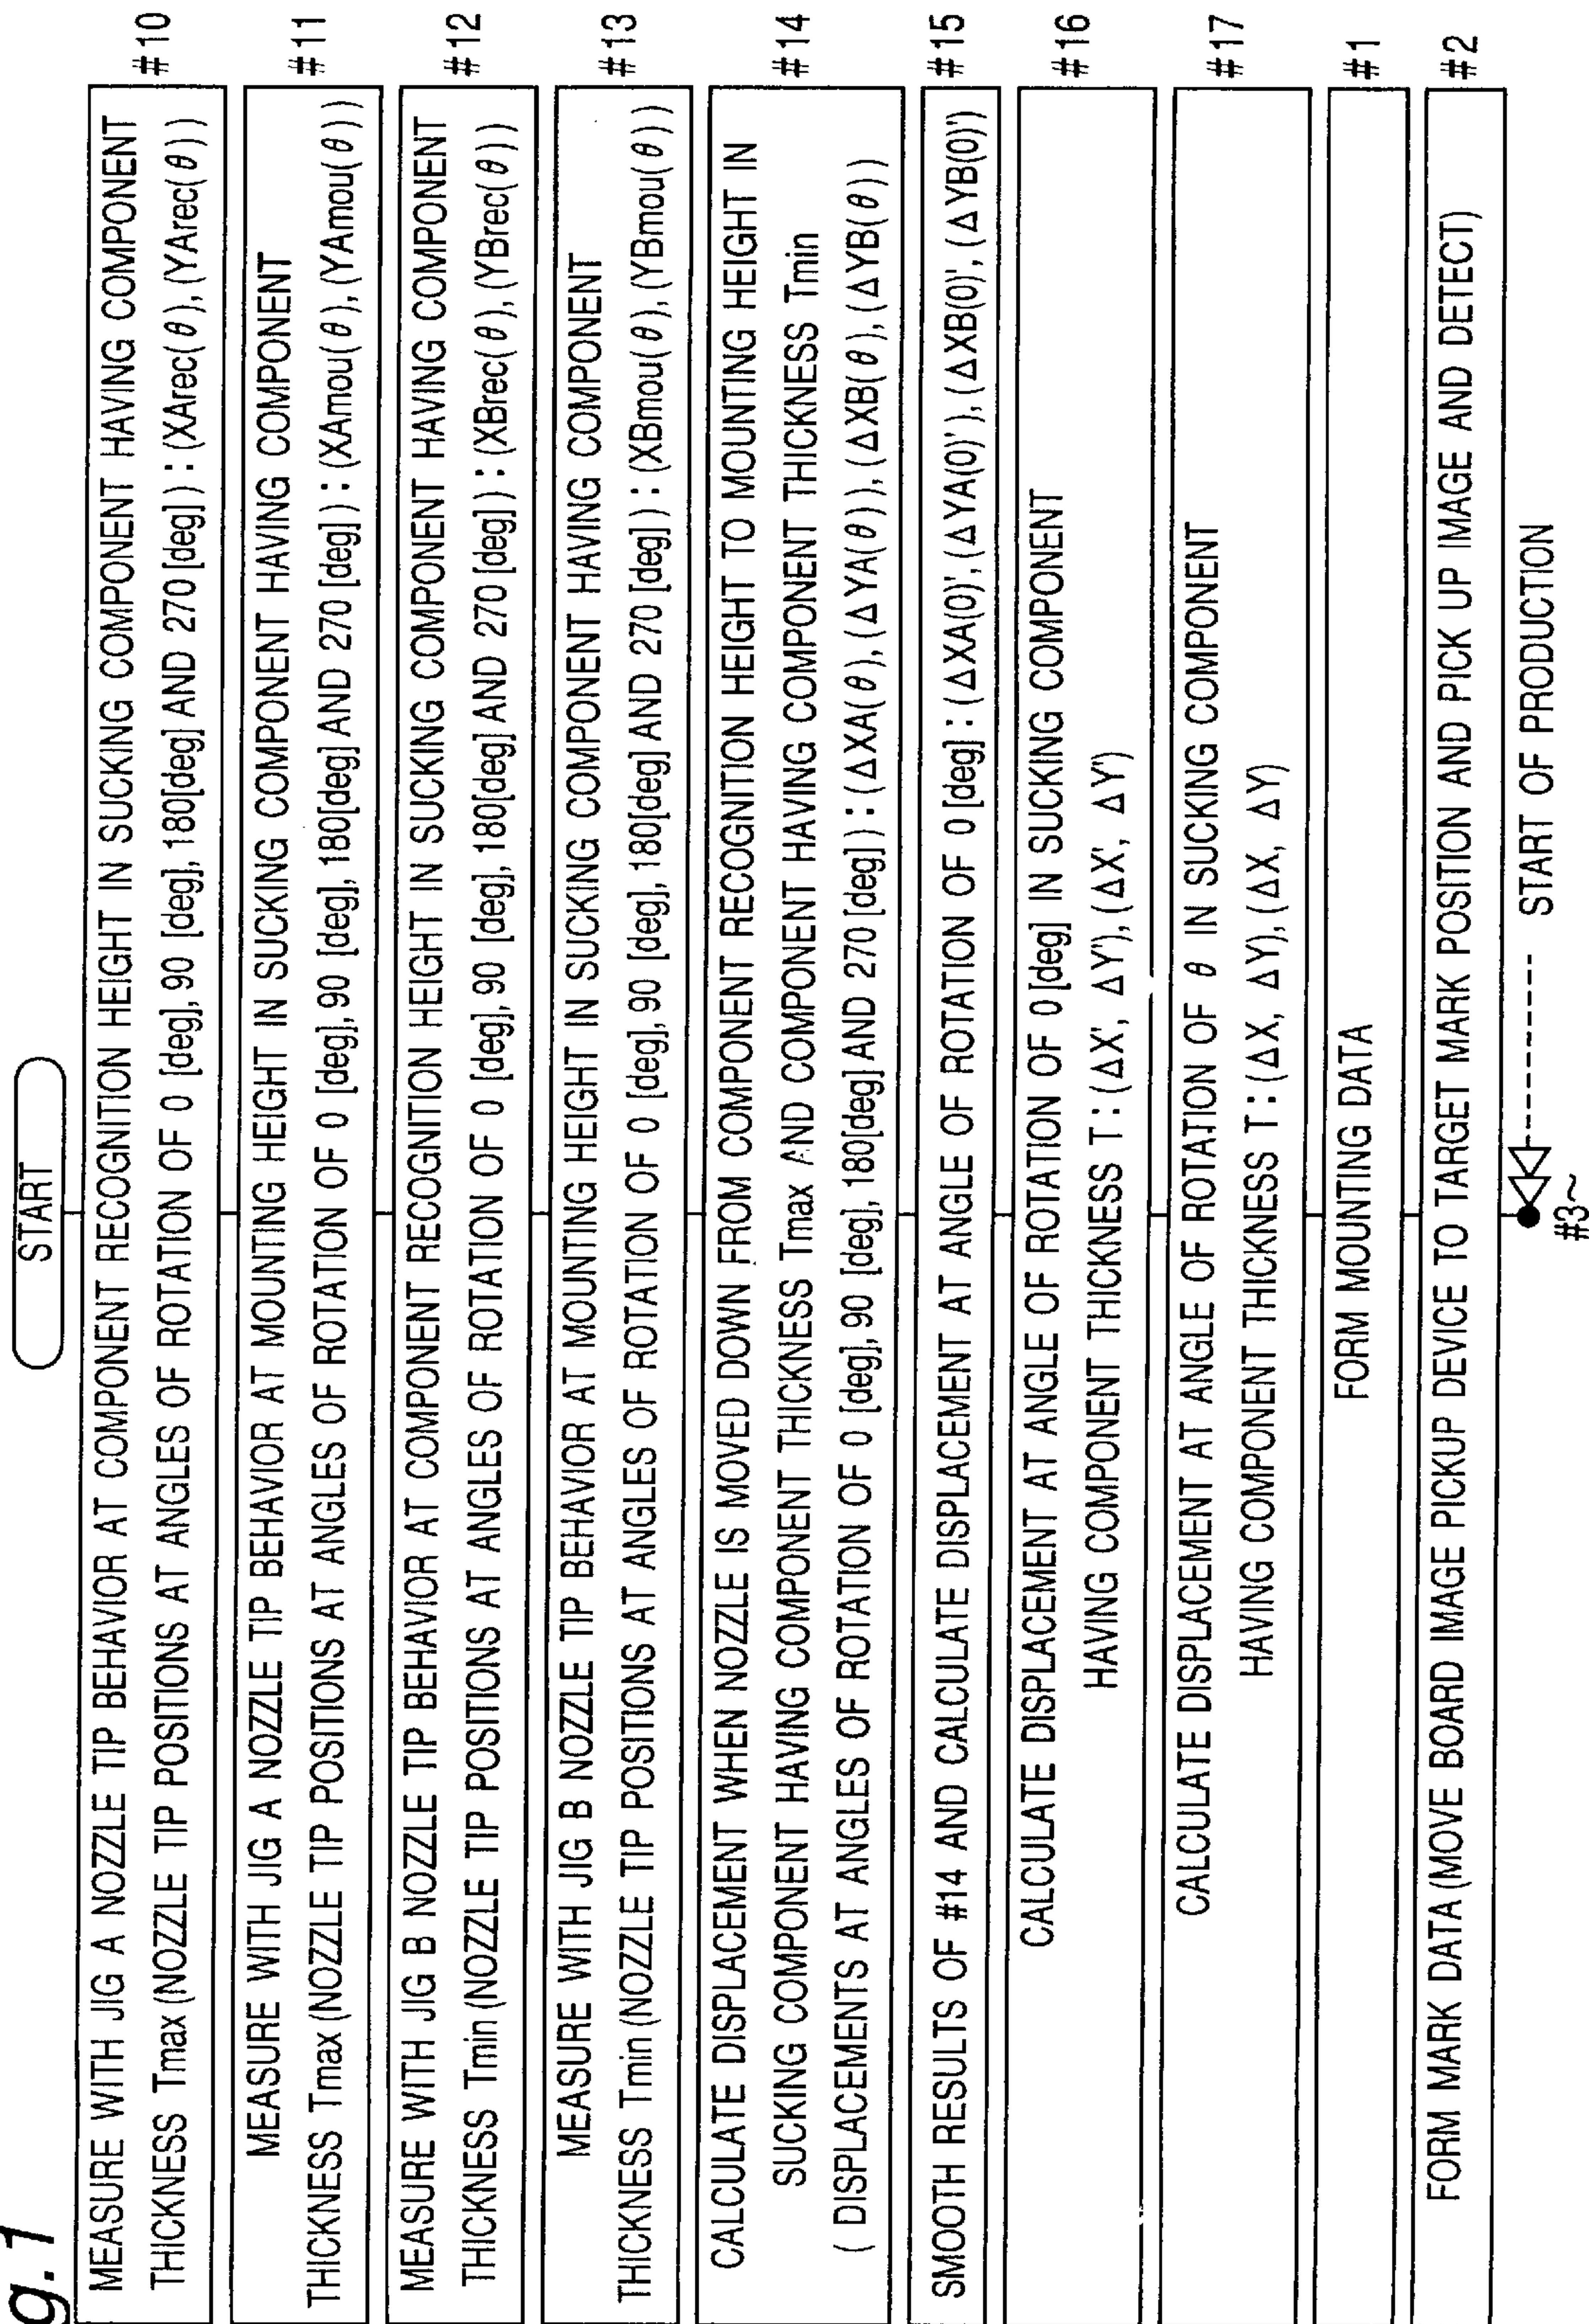 g. 1
START
MEASURE WITH JIG A NOZZLE TIP BEHAVIOR AT COMPONENT RECOGNITION HEIGHT IN SUCKING COMPONENT HAVING COMPONENT
THICKNESS Tmax (NOZZLE TIP POSITIONS AT ANGLES OF ROTATION OF 0 [deg], 90 [deg], 180[deg] AND 270 [deg]) : (XArec(θ), (YArec(θ))
#10
MEASURE WITH JIG A NOZZLE TIP BEHAVIOR AT MOUNTING HEIGHT IN SUCKING COMPONENT HAVING COMPONENT
THICKNESS Tmax (NOZZLE TIP POSITIONS AT ANGLES OF ROTATION OF 0 [deg], 90 [deg], 180[deg] AND 270 [deg]) : (XAmou(θ), (YAmou(θ))
#11
MEASURE WITH JIG B NOZZLE TIP BEHAVIOR AT COMPONENT RECOGNITION HEIGHT IN SUCKING COMPONENT HAVING COMPONENT
THICKNESS Tmin (NOZZLE TIP POSITIONS AT ANGLES OF ROTATION OF 0 [deg], 90 [deg], 180[deg] AND 270 [deg]) : (XBrec(θ), (YBrec(θ))
#12
MEASURE WITH JIG B NOZZLE TIP BEHAVIOR AT MOUNTING HEIGHT IN SUCKING COMPONENT HAVING COMPONENT
THICKNESS Tmin (NOZZLE TIP POSITIONS AT ANGLES OF ROTATION OF 0 [deg], 90 [deg], 180[deg] AND 270 [deg]) : (XBmou(θ), (YBmou(θ))
#13
CALCULATE DISPLACEMENT WHEN NOZZLE IS MOVED DOWN FROM COMPONENT RECOGNITION HEIGHT TO MOUNTING HEIGHT IN
SUCKING COMPONENT HAVING COMPONENT THICKNESS Tmax AND COMPONENT HAVING COMPONENT THICKNESS Tmin
( DISPLACEMENTS AT ANGLES OF ROTATION OF 0 [deg], 90 [deg], 180[deg] AND 270 [deg]) : (ΔXA(θ), (ΔYA(θ)), (ΔXB(θ), (ΔYB(θ))
#14
SMOOTH RESULTS OF #14 AND CALCULATE DISPLACEMENT AT ANGLE OF ROTATION OF 0 [deg] : (ΔXA(0)', (ΔYA(0)'), (ΔXB(0)', (ΔYB(0)')
#15
CALCULATE DISPLACEMENT AT ANGLE OF ROTATION OF 0 [deg] IN SUCKING COMPONENT
HAVING COMPONENT THICKNESS T : (ΔX', ΔY'), (ΔX', ΔY')
#16
CALCULATE DISPLACEMENT AT ANGLE OF ROTATION OF θ IN SUCKING COMPONENT
HAVING COMPONENT THICKNESS T : (ΔX, ΔY), (ΔX, ΔY)
#17
FORM MOUNTING DATA
#1
FORM MARK DATA (MOVE BOARD IMAGE PICKUP DEVICE TO TARGET MARK POSITION AND PICK UP IMAGE AND DETECT)
#2
START OF PRODUCTION
#3~